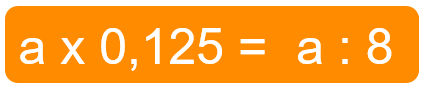 a x 0,125 = a : 8